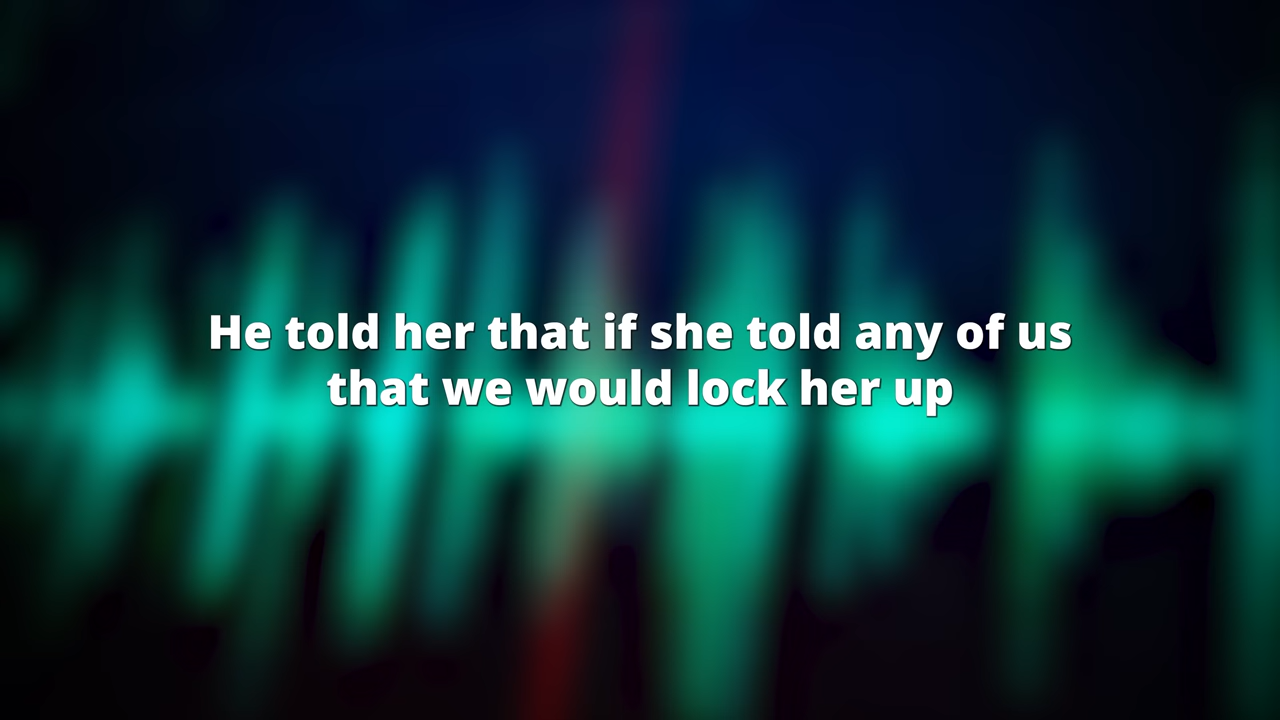 He told her that if she told any of us
that we would lock her up